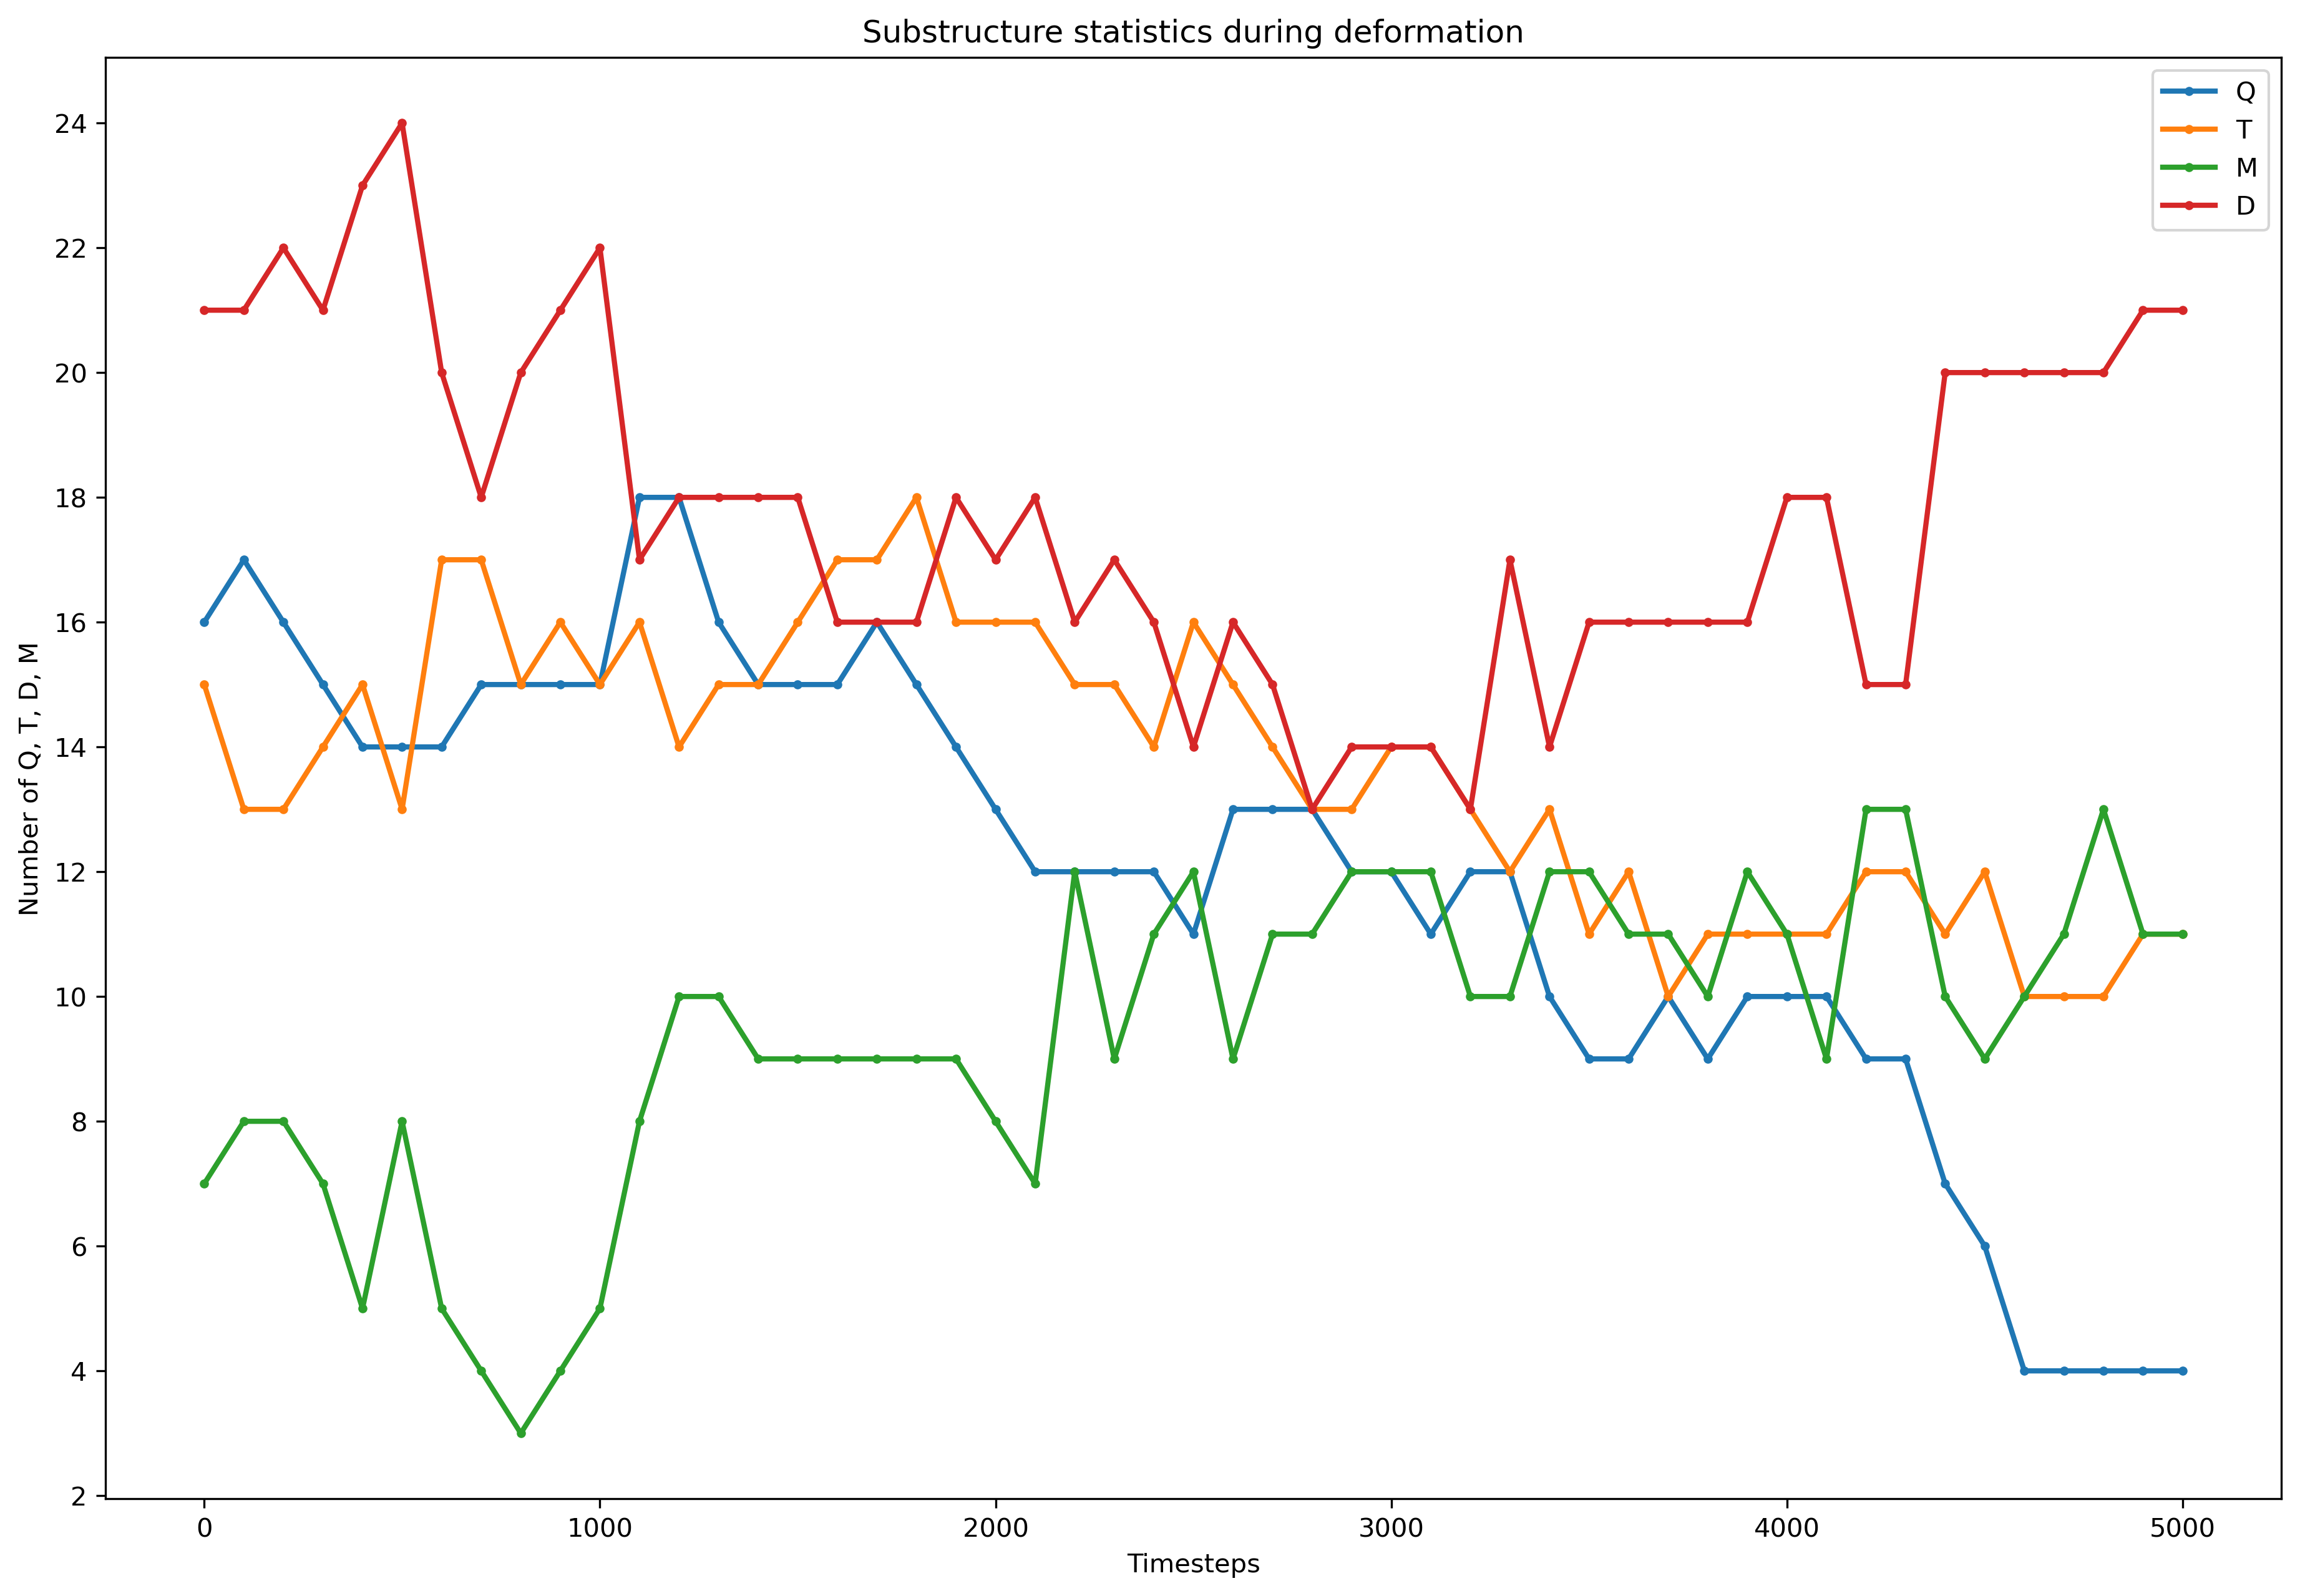 Substructure statistics during deformation
Q
T
M
D
Number of Q, T, D, M
24
22
20
18
16
14
12
10
8
6
4
2
0 1000 2000 3000 4000 5000
Timesteps